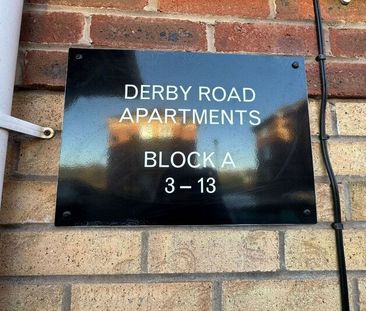 DERBY ROAD
APARTMENTS
BLOCK A
3 – 13